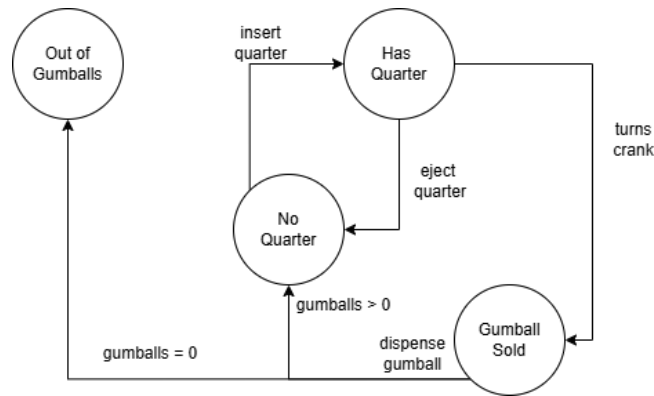 Out of
Gumballs
insert
quarter
Has
Quarter
turns
crank
eject
quarter
No
Quarter
gumballs > 0
Gumball
Sold
dispense
gumball
gumballs = 0